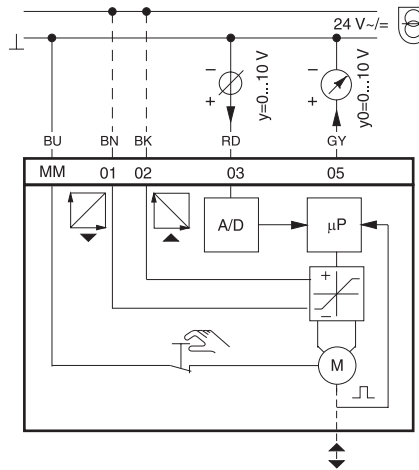 24 V~/=
⊥
− +
y=0...10 V
− +
y0=0...10 V
BU BN BK RD GY
MM 01 02 03 05
A/D µP
+
−
M